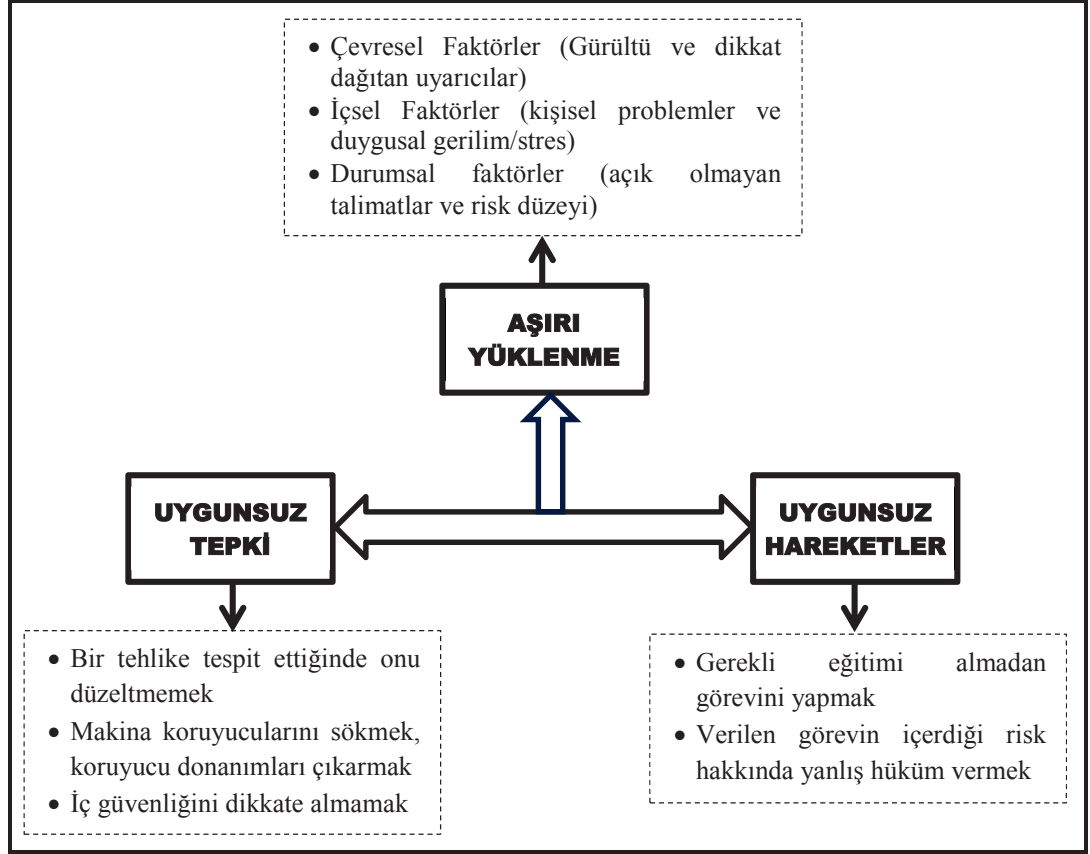 • Çevresel Faktörler (Gürültü ve dikkat
dağıtan uyarıcılar)
• İçsel Faktörler (kişisel problemler ve
duygusal gerilim/stres)
• Durumsal faktörler (açık olmayan
talimatlar ve risk düzeyi)
AŞIRI
YÜKLENME
UYGUNSUZ
TEPKİ
UYGUNSUZ
HAREKETLER
• Bir tehlike tespit ettiğinde onu
düzeltmemek
• Makina koruyucularını sökmek,
koruyucu donanımları çıkarmak
• İç güvenliğini dikkate almamak
• Gerekli eğitimi almadan
görevini yapmak
• Verilen görevin içerdiği risk
hakkında yanlış hüküm vermek